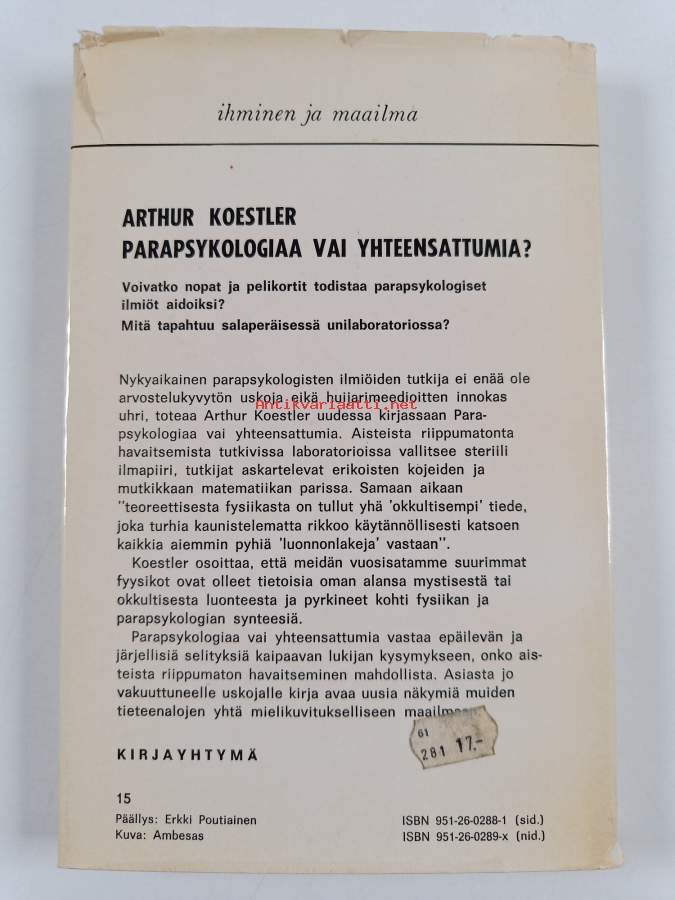 ihminen ja maailma
ARTHUR KOESTLER
PARAPSYKOLOGIAA VAI YHTEENSATTUMIA?
Voivatko nopat ja pelikortit todistaa parapsykologiset
ilmiöt aidoiksi?
Mitä tapahtuu salaperäisessä unilaboratoriossa?
Nykyaikainen parapsykologisten ilmiöiden tutkija ei enää ole
arvostelukyvytön uskoja eikä huijarimeedioitten innokas
Antikvariaatti.net
uhri, toteaa Arthur Koestler uudessa kirjassaan Para-
psykologiaa vai yhteensattumia. Aisteista riippumatonta
havaitsemista tutkivissa laboratorioissa vallitsee steriili
ilmapiiri, tutkijat askartelevat erikoisten kojeiden ja
mutkikkaan matematiikan parissa. Samaan aikaan
"teoreettisesta fysiikasta on tullut yhä 'okkultisempi' tiede,
joka turhia kaunistelematta rikkoo käytännöllisesti katsoen
kaikkia aiemmin pyhiä 'luonnonlakeja' vastaan".
Koestler osoittaa, että meidän vuosisatamme suurimmat
fyysikot ovat olleet tietoisia oman alansa mystisestä tai
okkultisesta luonteesta ja pyrkineet kohti fysiikan ja
parapsykologian synteesiä.
Parapsykologiaa vai yhteensattumia vastaa epäilevän ja
järjellisiä selityksiä kaipaavan lukijan kysymykseen, onko ais-
teista riippumaton havaitseminen mahdollista. Asiasta jo
vakuuttuneelle uskojalle kirja avaa uusia näkymiä muiden
tieteenalojen yhtä mielikuvitukselliseen maailmaan.
61
281 17.-
KIRJAYHTYMÄ
15
Päällys: Erkki Poutiainen
Kuva: Ambesas
ISBN 951-26-0288-1 (sid.)
ISBN 951-26-0289-x (nid.)